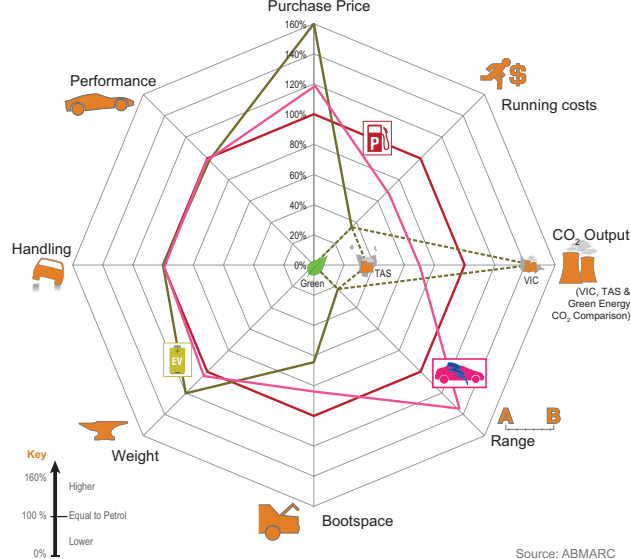 Purchase Price
160%
140%
120%
100%
80%
60%
40%
20%
0%
Performance
$
Running costs
P
Handling
CO2 Output
(VIC, TAS &
Green Energy
CO2 Comparison)
VIC
TAS
Green
EV
A B
Range
Weight
Bootspace
Key
160%
Higher
100 %
Equal to Petrol
Lower
0%
Source: ABMARC